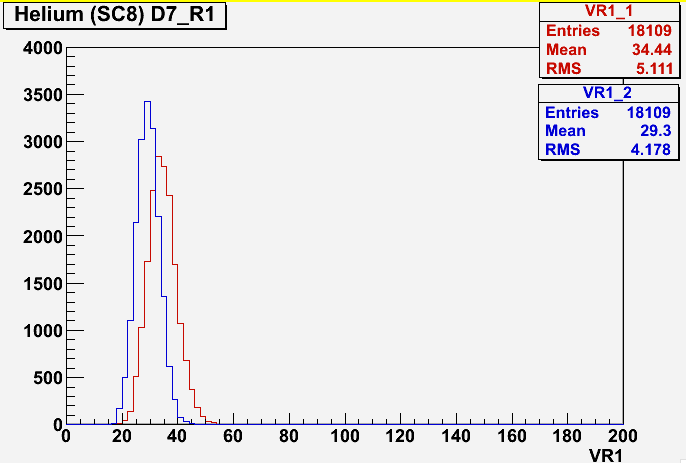 Helium (SC8) D7_R1
VR1_1
Entries 18109
Mean 34.44
RMS 5.111
VR1_2
Entries 18109
Mean 29.3
RMS 4.178
4000
3500
3000
2500
2000
1500
1000
500
0
0 20 40 60 80 100 120 140 160 180 200
VR1